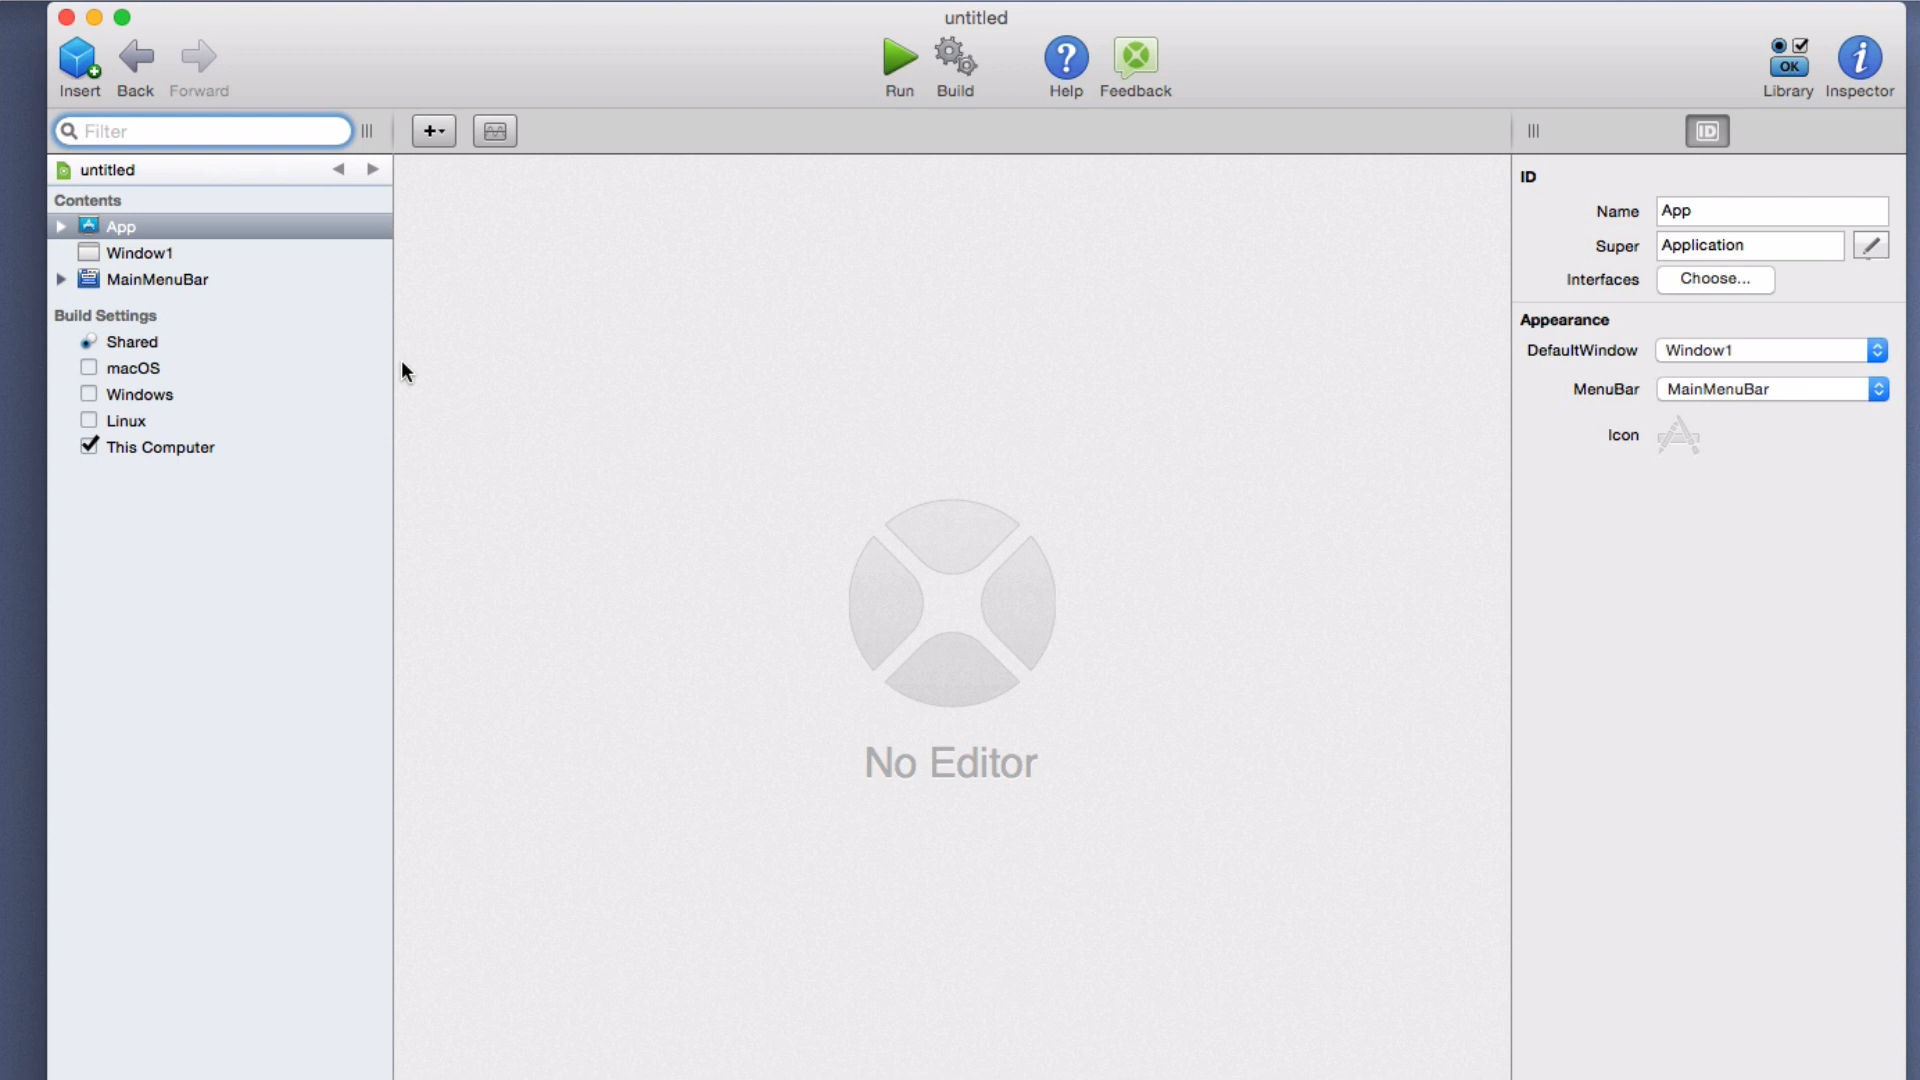 untitled
Insert
Back
Forward
Run
Build
Help
Feedback
OK
Library
Inspector
Filter
ID
untitled
Contents
App
Window1
MainMenuBar
Build Settings
Shared
macOS
Windows
Linux
This Computer
No Editor
ID
Name App
Super Application
Interfaces Choose...
Appearance
DefaultWindow Window1
MenuBar MainMenuBar
Icon